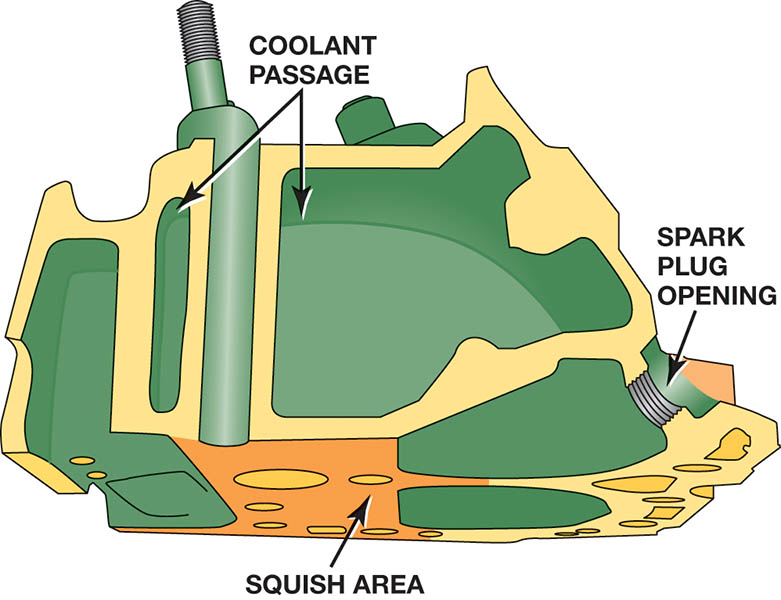 COOLANT
PASSAGE
SPARK
PLUG
OPENING
SQUISH AREA